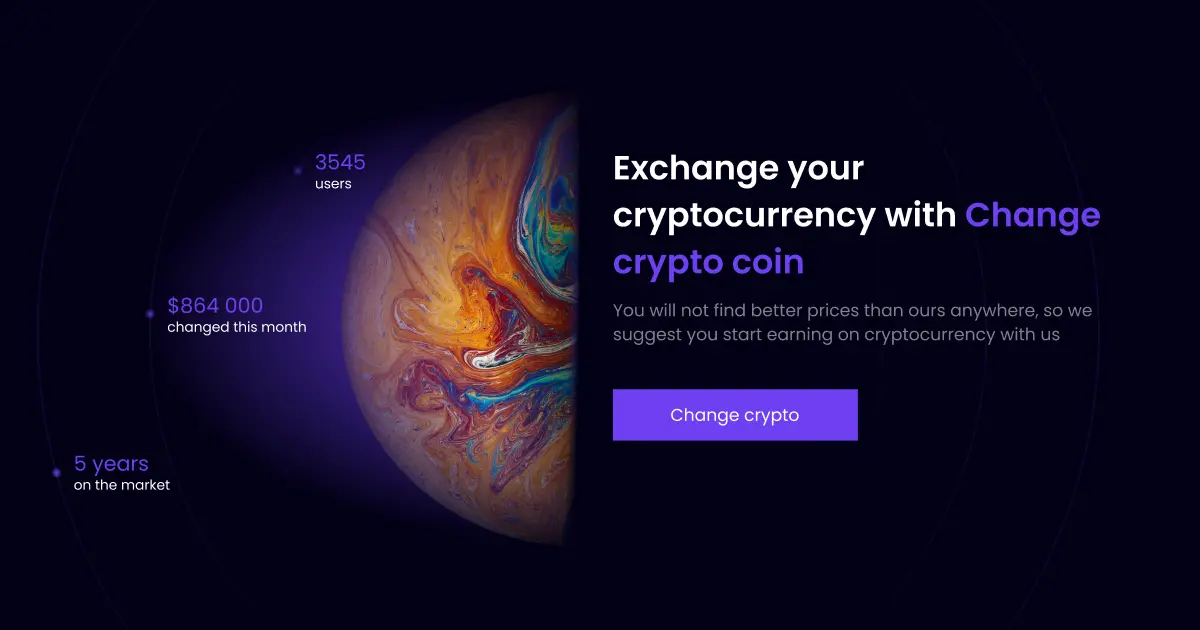 3545
users
$864 000
changed this month
5 years
on the market
Exchange your
cryptocurrency with Change
crypto coin
You will not find better prices than ours anywhere, so we
suggest you start earning on cryptocurrency with us
Change crypto